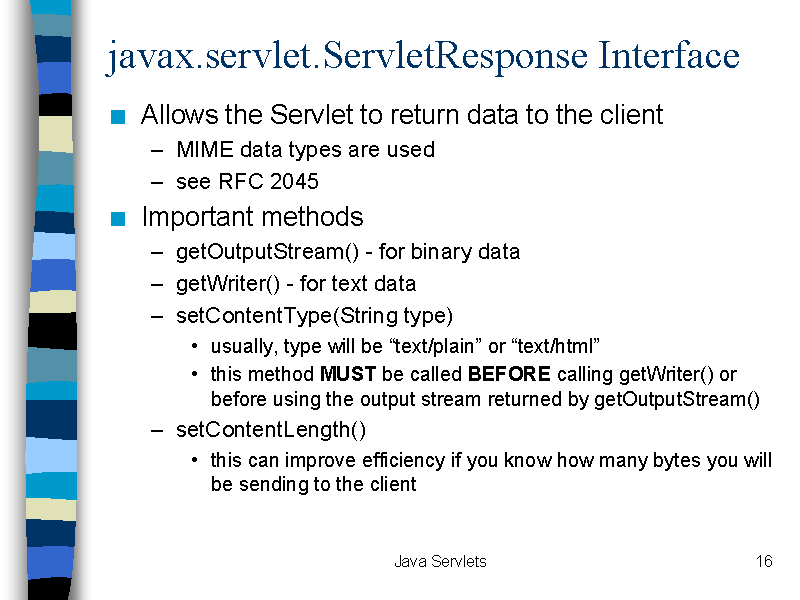 javax.servlet.ServletResponse Interface
Allows the Servlet to return data to the client
– MIME data types are used
– see RFC 2045
Important methods
– getOutputStream() - for binary data
– getWriter() - for text data
– setContentType(String type)
• usually, type will be “text/plain” or “text/html”
• this method MUST be called BEFORE calling getWriter() or
before using the output stream returned by getOutputStream()
– setContentLength()
• this can improve efficiency if you know how many bytes you will
be sending to the client
Java Servlets
16